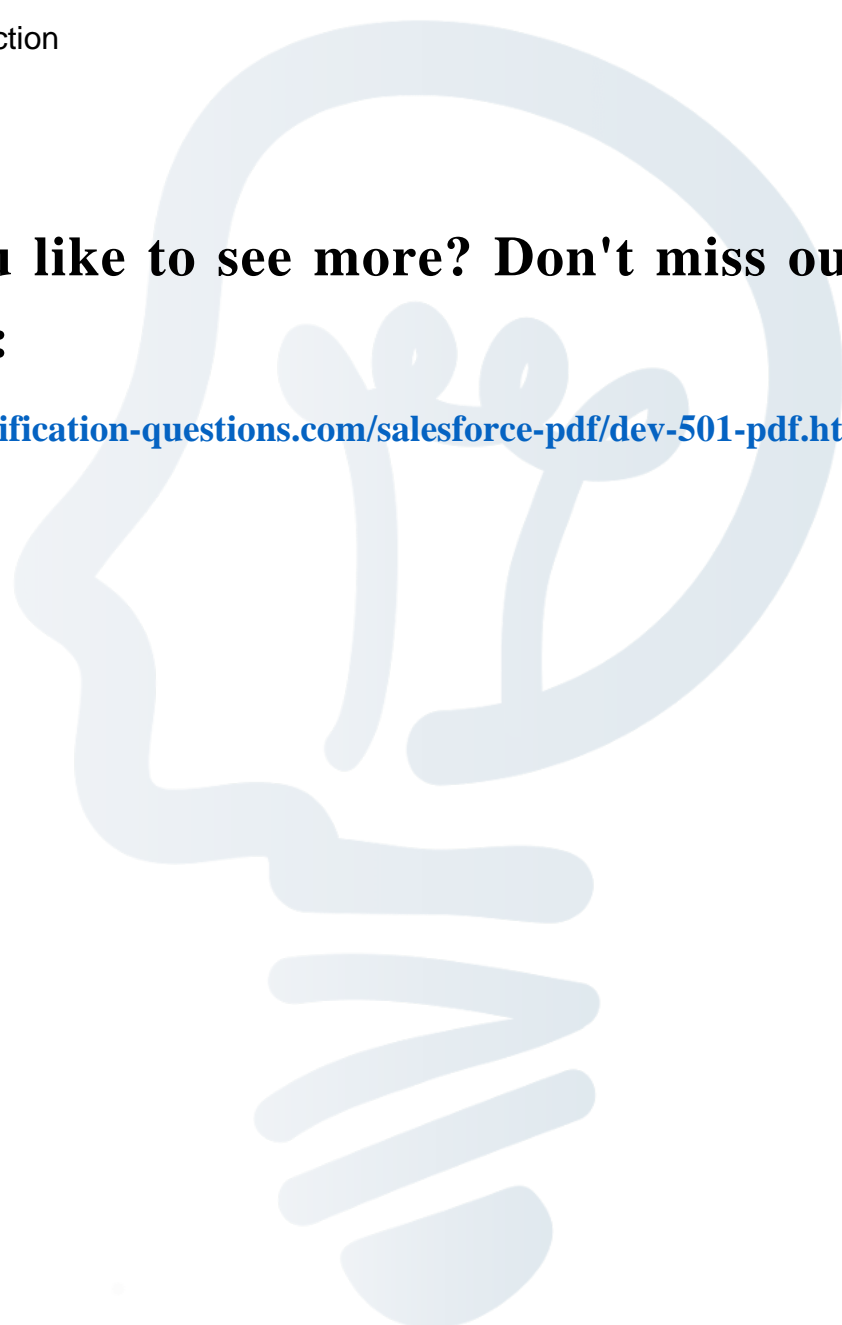 ction
u like to see more? Don't miss ou
:
ification-questions.com/salesforce-pdf/dev-501-pdf.ht